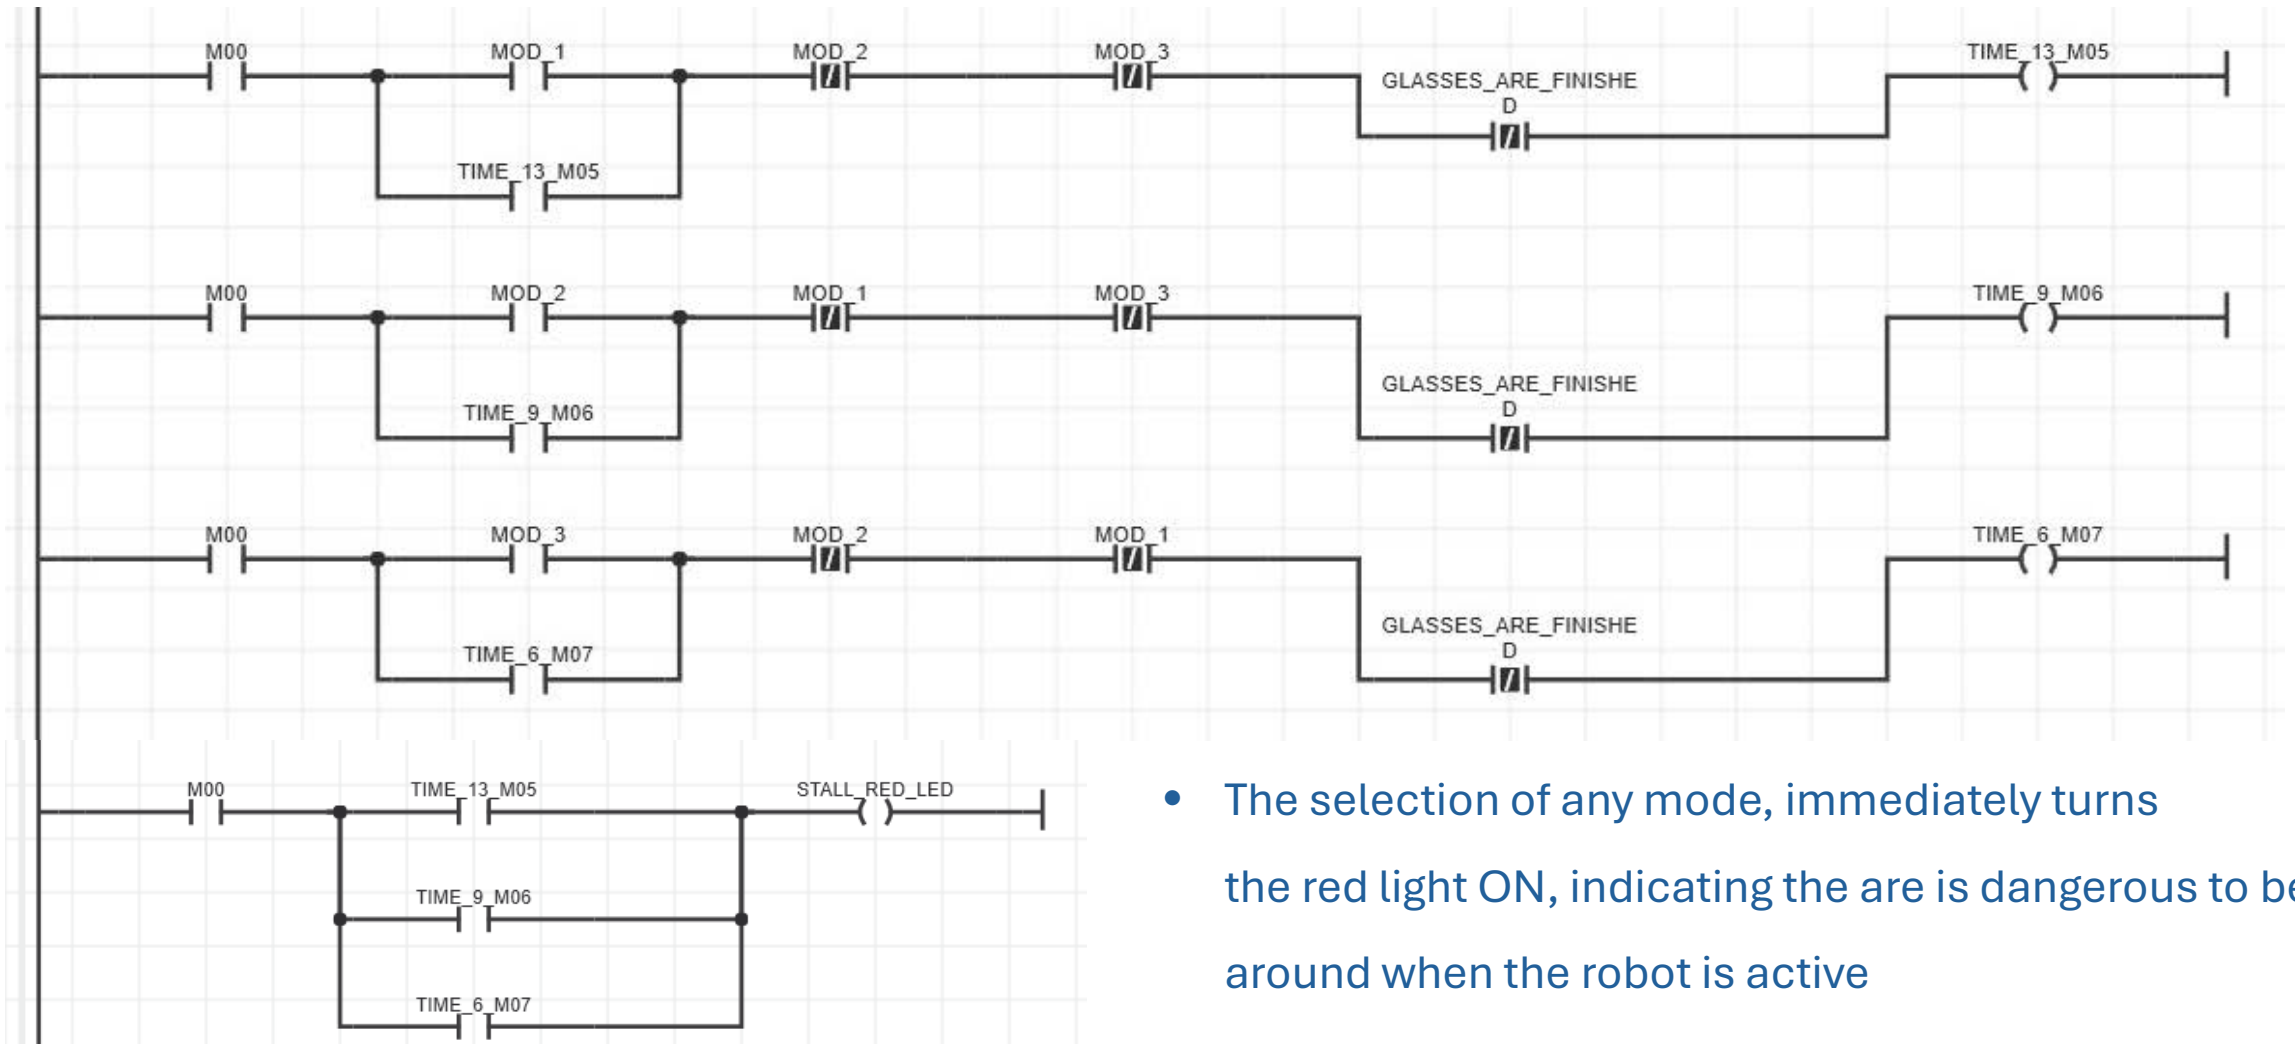 M00 MOD_1 MOD_2 MOD_3 TIME_13_M05
GLASSES_ARE_FINISHE
D
TIME_13_M05
M00 MOD_2 MOD_1 MOD_3 TIME_9_M06
GLASSES_ARE_FINISHE
D
TIME_9_M06
M00 MOD_3 MOD_2 MOD_1 TIME_6_M07
GLASSES_ARE_FINISHE
D
TIME_6_M07
M00 TIME_13_M05 STALL_RED_LED
TIME_9_M06
TIME_6_M07
• The selection of any mode, immediately turns
the red light ON, indicating the are is dangerous to be
around when the robot is active